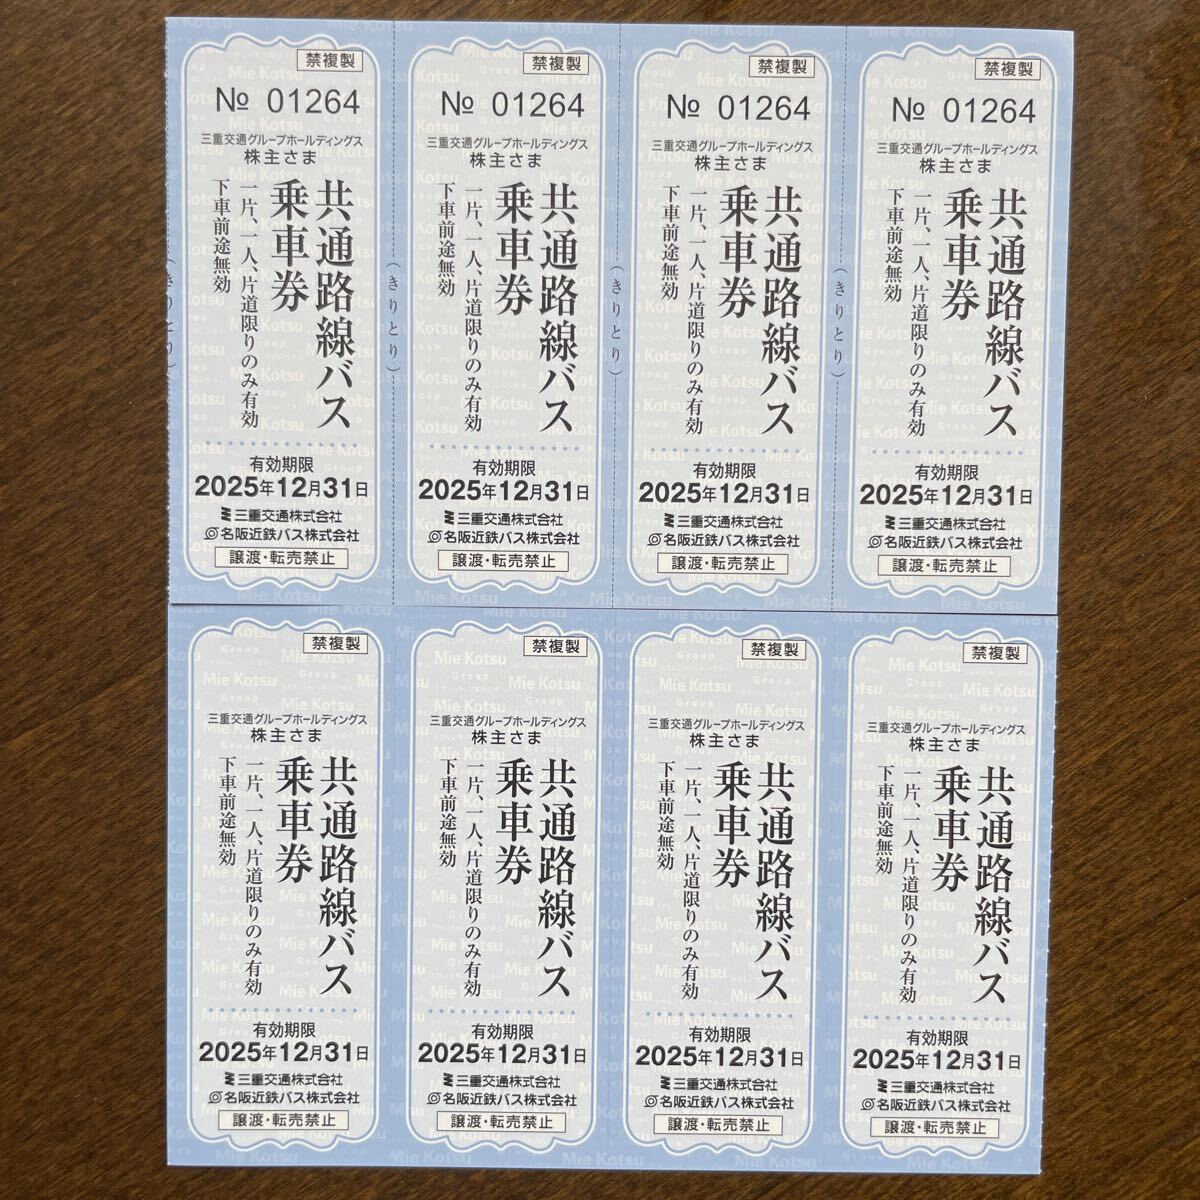 禁複製
№ 01264
三重交通グループホールディングス
株主さま
共通路線バス
乗車券
一片、一人、片道限りのみ有効
下車前途無効
有効期限
2025年12月31日
三重交通株式会社
名阪近鉄バス株式会社
譲渡・転売禁止
(きりとり)
禁複製
№ 01264
三重交通グループホールディングス
株主さま
共通路線バス
乗車券
一片、一人、片道限りのみ有効
下車前途無効
有効期限
2025年12月31日
三重交通株式会社
名阪近鉄バス株式会社
譲渡・転売禁止
(きりとり)
禁複製
№ 01264
三重交通グループホールディングス
株主さま
共通路線バス
乗車券
一片、一人、片道限りのみ有効
下車前途無効
有効期限
2025年12月31日
三重交通株式会社
名阪近鉄バス株式会社
譲渡・転売禁止
(きりとり)
禁複製
№ 01264
三重交通グループホールディングス
株主さま
共通路線バス
乗車券
一片、一人、片道限りのみ有効
下車前途無効
有効期限
2025年12月31日
三重交通株式会社
名阪近鉄バス株式会社
譲渡・転売禁止
(きりとり)
禁複製
三重交通グループホールディングス
株主さま
共通路線バス
乗車券
一片、一人、片道限りのみ有効
下車前途無効
有効期限
2025年12月31日
三重交通株式会社
名阪近鉄バス株式会社
譲渡・転売禁止
禁複製
三重交通グループホールディングス
株主さま
共通路線バス
乗車券
一片、一人、片道限りのみ有効
下車前途無効
有効期限
2025年12月31日
三重交通株式会社
名阪近鉄バス株式会社
譲渡・転売禁止
禁複製
三重交通グループホールディングス
株主さま
共通路線バス
乗車券
一片、一人、片道限りのみ有効
下車前途無効
有効期限
2025年12月31日
三重交通株式会社
名阪近鉄バス株式会社
譲渡・転売禁止
禁複製
三重交通グループホールディングス
株主さま
共通路線バス
乗車券
一片、一人、片道限りのみ有効
下車前途無効
有効期限
2025年12月31日
三重交通株式会社
名阪近鉄バス株式会社
譲渡・転売禁止
Mie Kotsu
Group